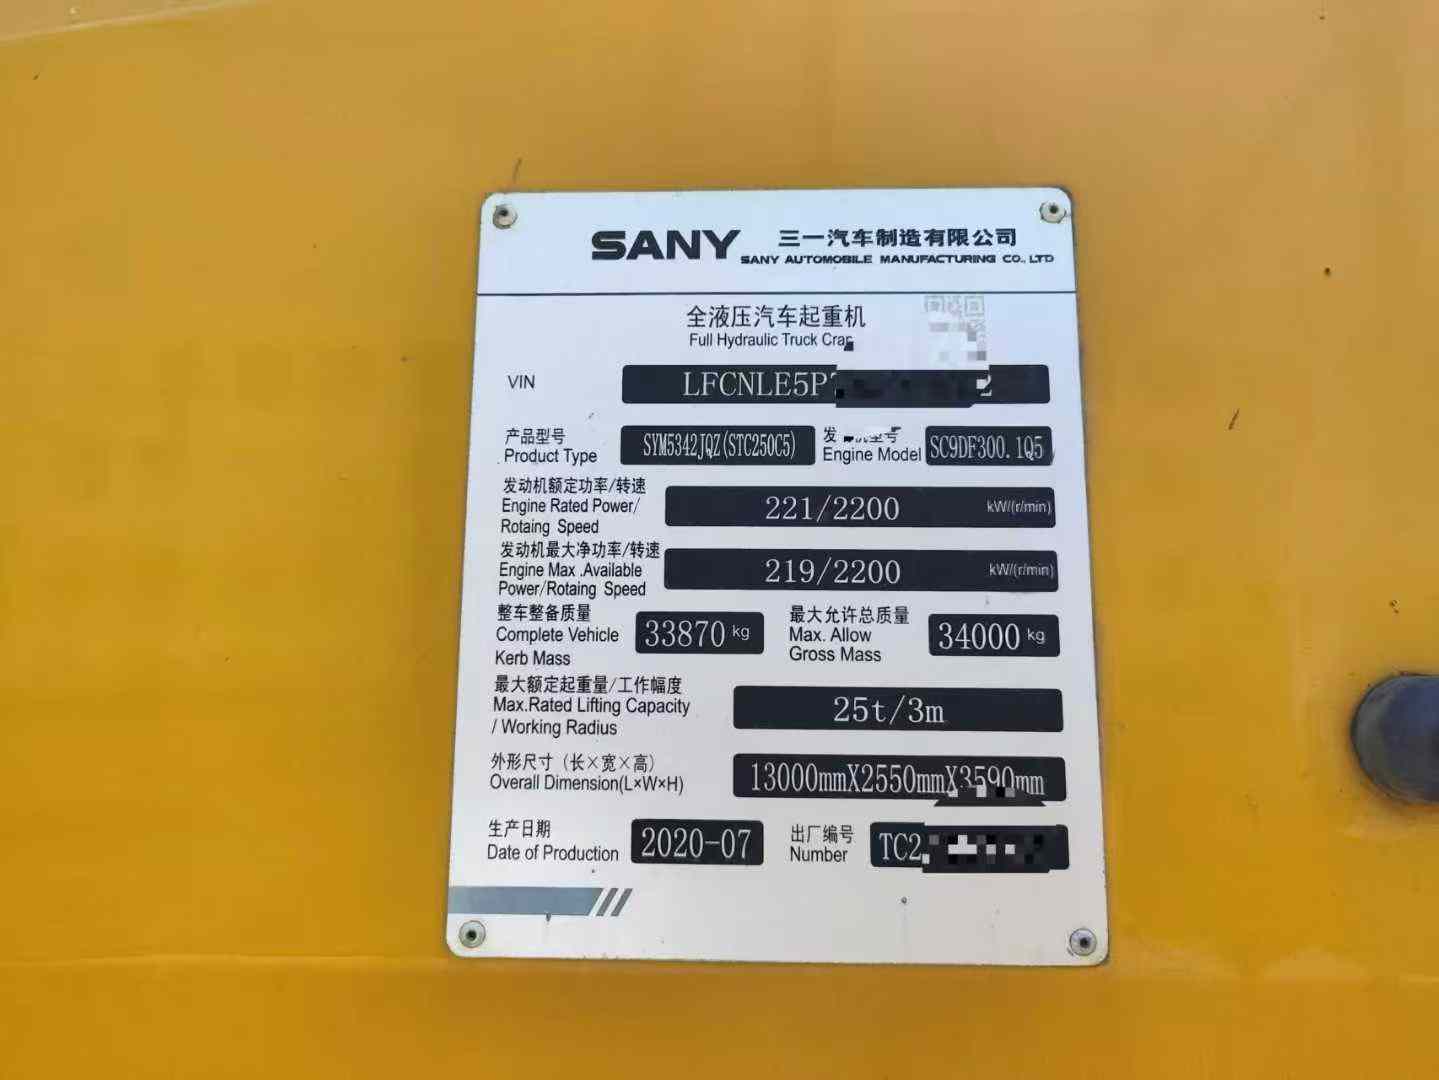 SANY 三一汽车制造有限公司
SANY AUTOMOBILE MANUFACTURING CO., LTD
全液压汽车起重机
Full Hydraulic Truck
VIN LFCNLE5P
产品型号
Product Type SYM5342JQZ(STC250C5)
Engine Model SC9DF300.1Q5
发动机额定功率/转速
Engine Rated Power/
Rotaing Speed
221/2200 kW/(r/min)
发动机最大净功率/转速
Engine Max .Available
Power/Rotaing Speed
219/2200 kW/(r/min)
整车整备质量
Complete Vehicle
Kerb Mass
33870 kg
最大允许总质量
Max. Allow
Gross Mass
34000 kg
最大额定起重量/工作幅度
Max.Rated Lifting Capacity
/ Working Radius
25t/3m
外形尺寸 (长×宽×高)
Overall Dimension(L×W×H)
13000mmX2550mmX3590mm
生产日期
Date of Production
2020-07
出厂编号
Number
TC2